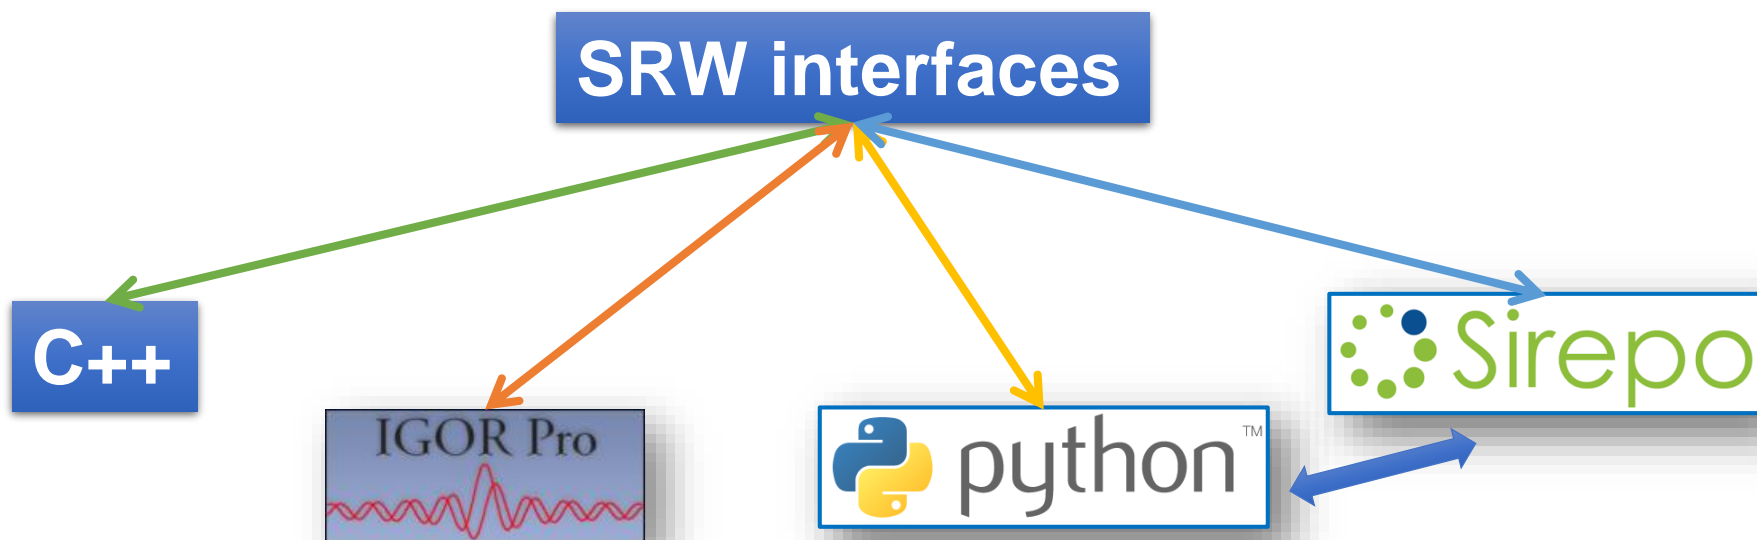 SRW interfaces
C++
IGOR Pro
python™
Sirepo